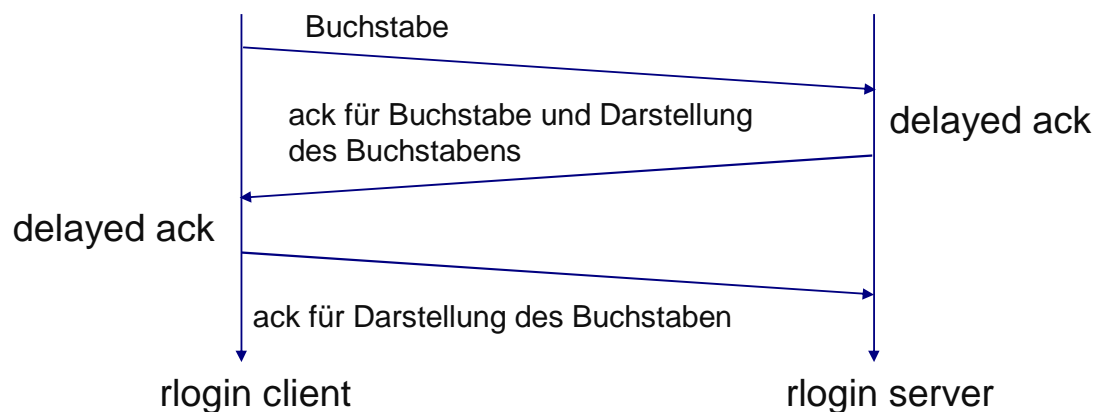 Buchstabe
ack für Buchstabe und Darstellung
des Buchstabens
delayed ack
delayed ack
ack für Darstellung des Buchstaben
rlogin client
rlogin server